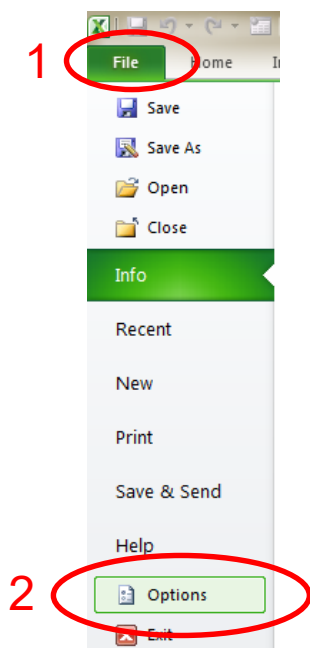 1
File Home
Save
Save As
Open
Close
Info
Recent
New
Print
Save & Send
Help
2
Options
Exit